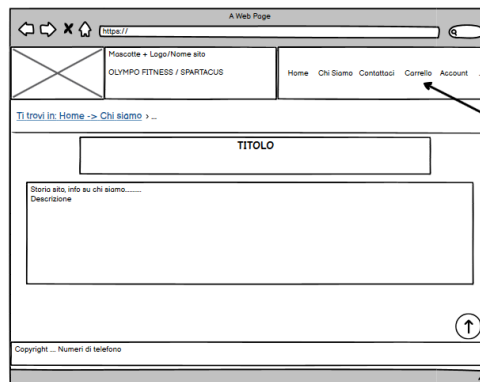 A Web Page
https://
Mascotte + Logo/Nome sito
OLYMPO FITNESS / SPARTACUS
Home Chi Siamo Contattaci Carrello Account
Ti trovi in: Home -> Chi siamo > ...
TITOLO
Storia sito, info su chi siamo.........
Descrizione
Copyright ... Numeri di telefono